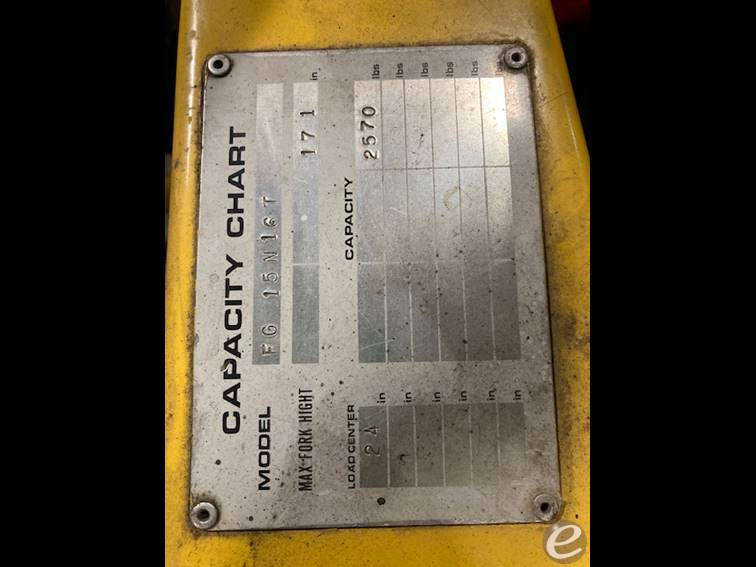 CAPACITY CHART
MODEL FG 15N16T
MAX·FORK HIGHT 171 in
LOAD CENTER CAPACITY
24 in 2570 lbs
in lbs
in lbs
in lbs
in lbs
in lbs
e